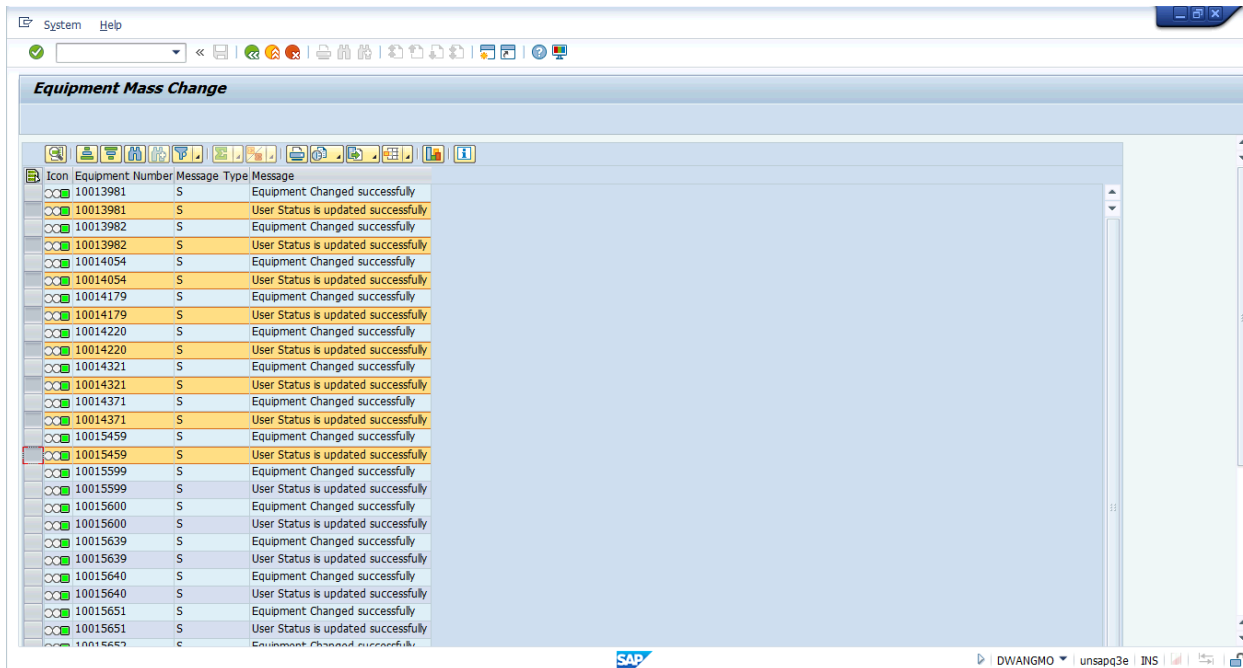 System Help
Equipment Mass Change
Icon Equipment Number Message Type Message
10013981 S Equipment Changed successfully
10013981 S User Status is updated successfully
10013982 S Equipment Changed successfully
10013982 S User Status is updated successfully
10014054 S Equipment Changed successfully
10014054 S User Status is updated successfully
10014179 S Equipment Changed successfully
10014179 S User Status is updated successfully
10014220 S Equipment Changed successfully
10014220 S User Status is updated successfully
10014321 S Equipment Changed successfully
10014321 S User Status is updated successfully
10014371 S Equipment Changed successfully
10014371 S User Status is updated successfully
10015459 S Equipment Changed successfully
10015459 S User Status is updated successfully
10015599 S Equipment Changed successfully
10015599 S User Status is updated successfully
10015600 S Equipment Changed successfully
10015600 S User Status is updated successfully
10015639 S Equipment Changed successfully
10015639 S User Status is updated successfully
10015640 S Equipment Changed successfully
10015640 S User Status is updated successfully
10015651 S Equipment Changed successfully
10015651 S User Status is updated successfully
10015652 S Equipment Changed successfully
SAP DWANGMO unsapq3e INS